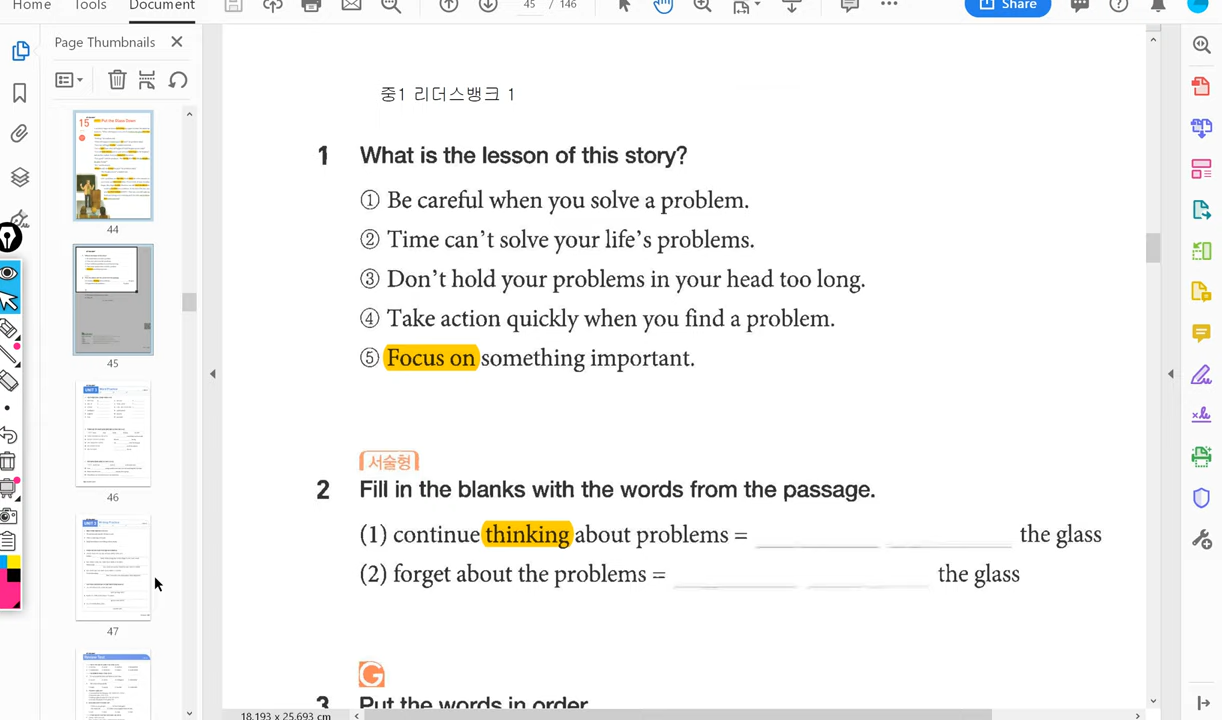 Home Tools Document
45 / 146
Share
Page Thumbnails
44
45
46
47
중1 리더스뱅크 1
1 What is the lesson of this story?
① Be careful when you solve a problem.
② Time can't solve your life's problems.
③ Don't hold your problems in your head too long.
④ Take action quickly when you find a problem.
⑤ Focus on something important.
서술형
2 Fill in the blanks with the words from the passage.
(1) continue thinking about problems = the glass
(2) forget about the problems = the glass
G
3 Put the words in order.
18.193 x 25.693 cm